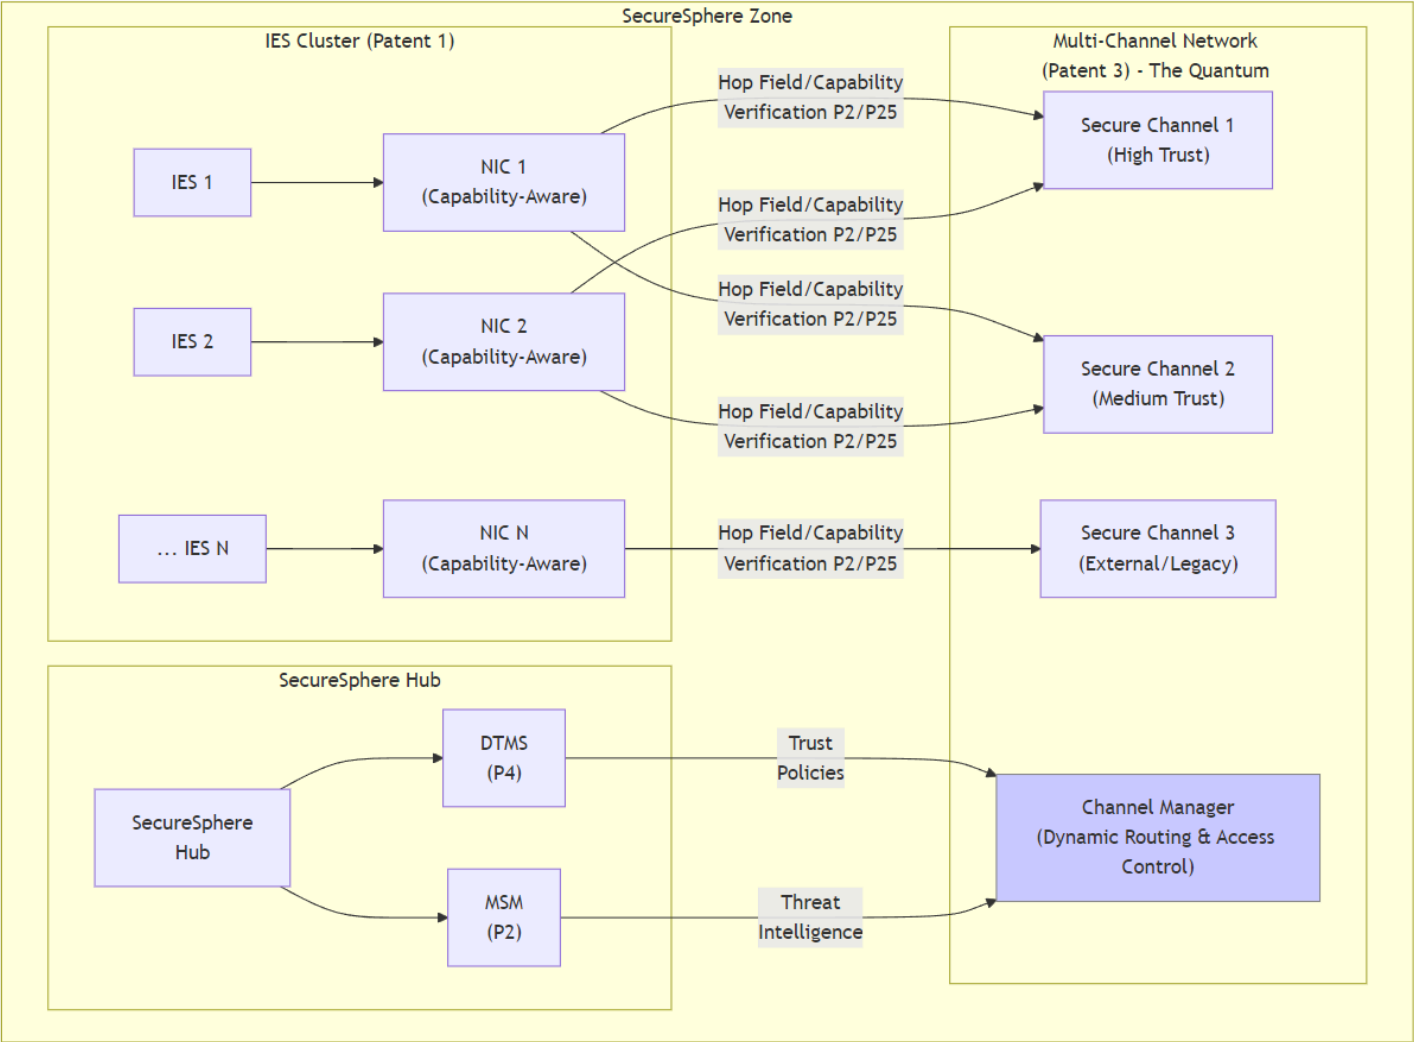 SecureSphere Zone
IES Cluster (Patent 1)
IES 1
NIC 1
(Capability-Aware)
IES 2
NIC 2
(Capability-Aware)
... IES N
NIC N
(Capability-Aware)
Hop Field/Capability
Verification P2/P25
Hop Field/Capability
Verification P2/P25
Hop Field/Capability
Verification P2/P25
Hop Field/Capability
Verification P2/P25
Hop Field/Capability
Verification P2/P25
Multi-Channel Network
(Patent 3) - The Quantum
Secure Channel 1
(High Trust)
Secure Channel 2
(Medium Trust)
Secure Channel 3
(External/Legacy)
SecureSphere Hub
SecureSphere
Hub
DTMS
(P4)
MSM
(P2)
Trust
Policies
Threat
Intelligence
Channel Manager
(Dynamic Routing & Access
Control)